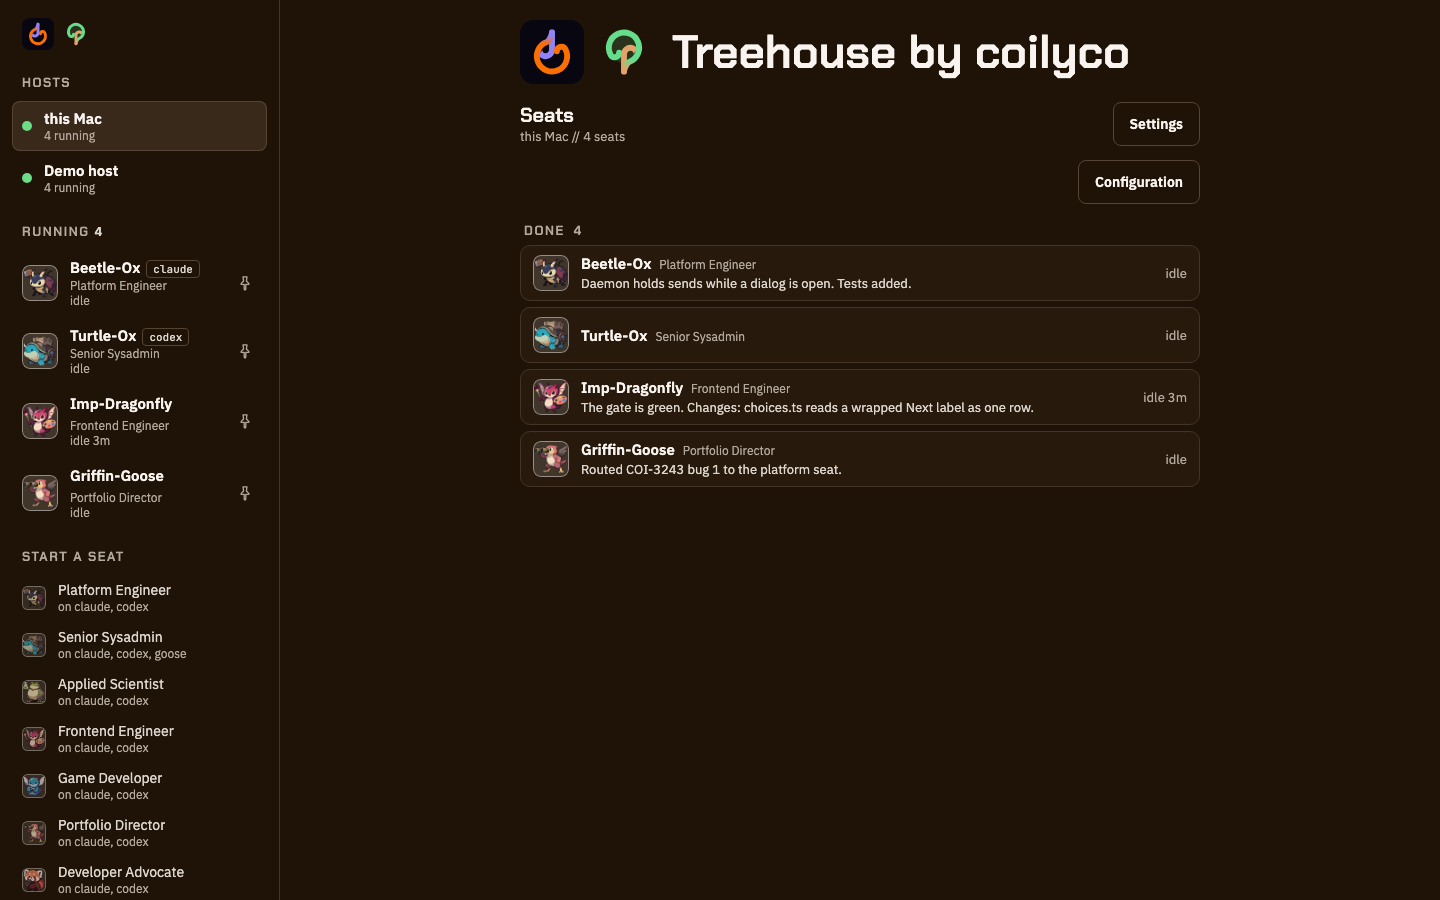 HOSTS
this Mac
4 running
Demo host
4 running
RUNNING 4
Beetle-Ox claude
Platform Engineer
idle
Turtle-Ox codex
Senior Sysadmin
idle
Imp-Dragonfly
Frontend Engineer
idle 3m
Griffin-Goose
Portfolio Director
idle
START A SEAT
Platform Engineer
on claude, codex
Senior Sysadmin
on claude, codex, goose
Applied Scientist
on claude, codex
Frontend Engineer
on claude, codex
Game Developer
on claude, codex
Portfolio Director
on claude, codex
Developer Advocate
on claude, codex
Treehouse by coilyco
Seats
this Mac // 4 seats
Settings
Configuration
DONE 4
Beetle-Ox Platform Engineer
Daemon holds sends while a dialog is open. Tests added.
idle
Turtle-Ox Senior Sysadmin
idle
Imp-Dragonfly Frontend Engineer
The gate is green. Changes: choices.ts reads a wrapped Next label as one row.
idle 3m
Griffin-Goose Portfolio Director
Routed COI-3243 bug 1 to the platform seat.
idle